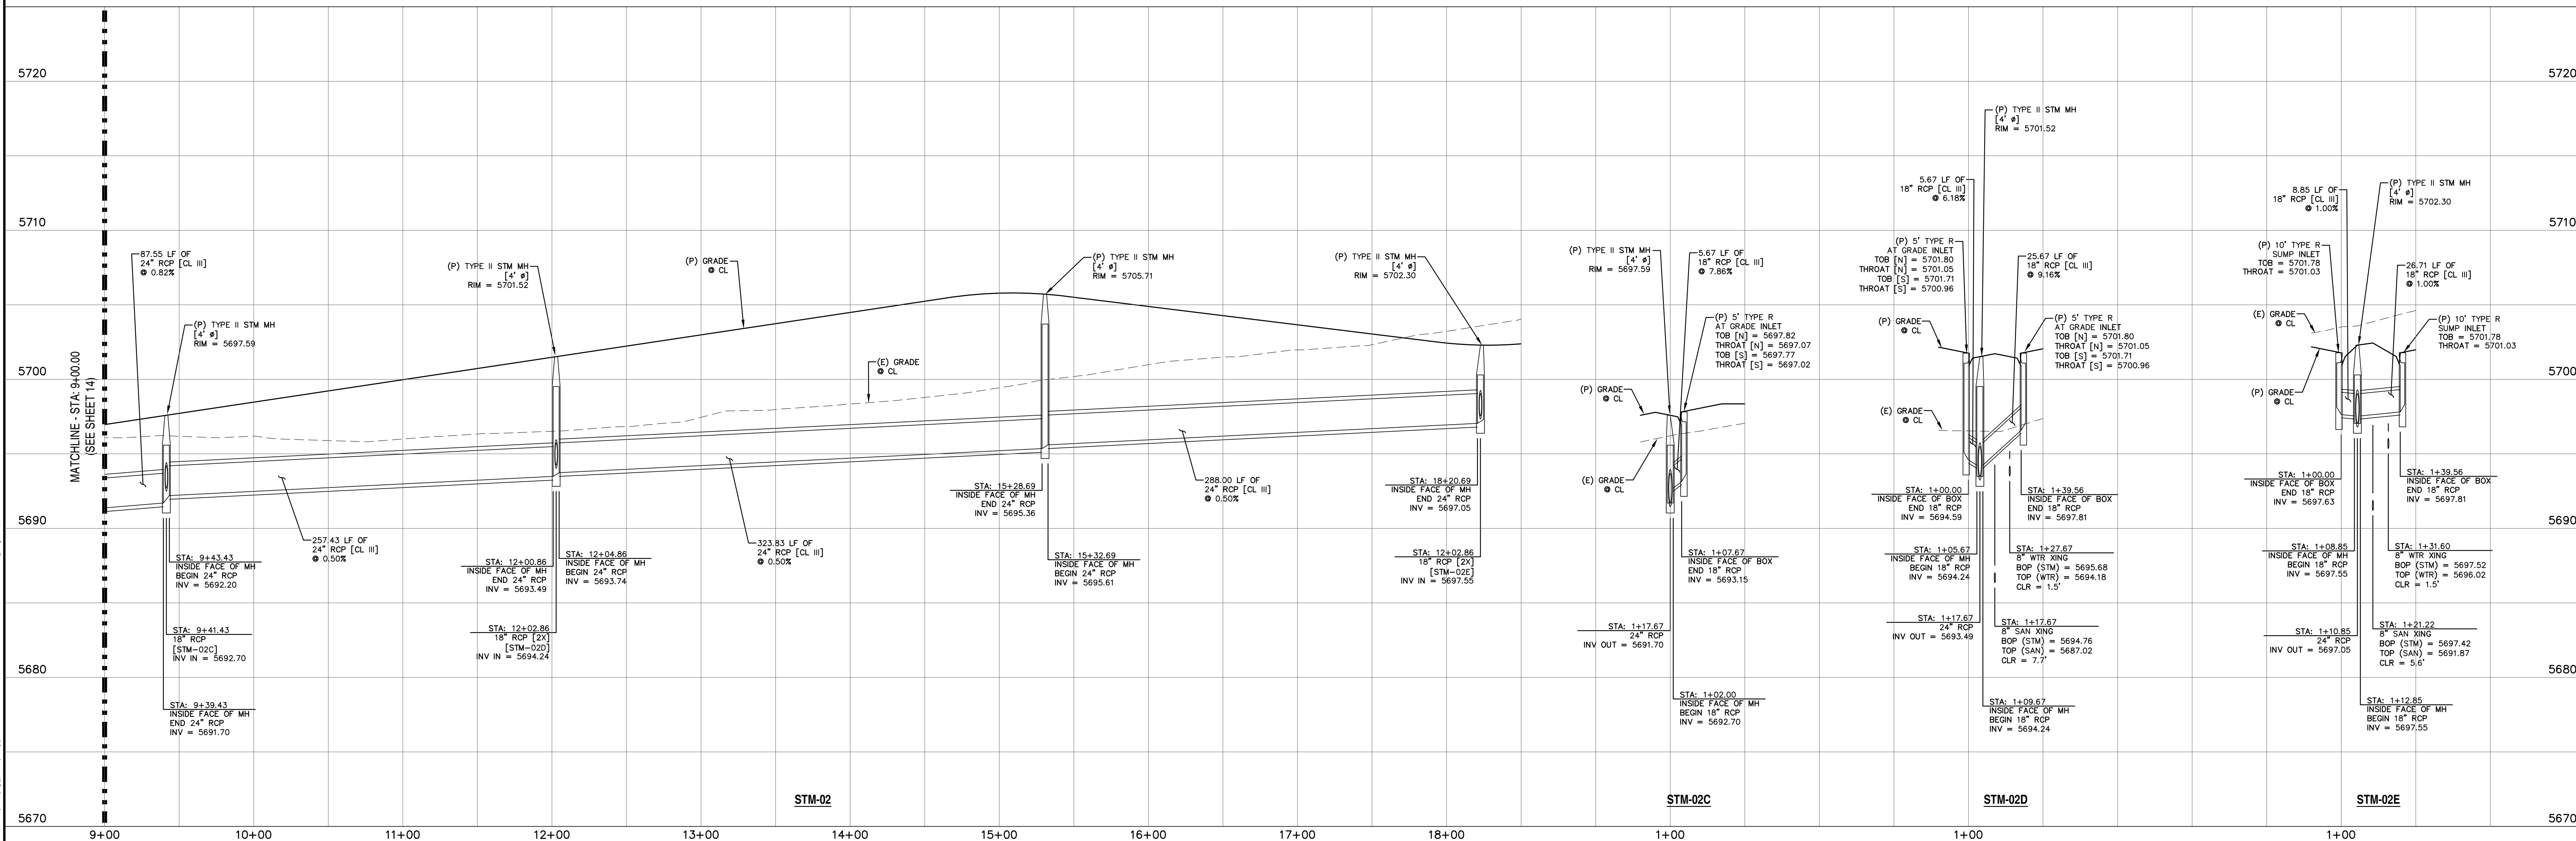 5720
5710
5700
5690
5680
5670
MATCHLINE - STA: 9+00.00
(SEE SHEET 14)
87.55 LF OF
24" RCP [CL III]
@ 0.82%
(P) TYPE II STM MH
[4' ø]
RIM = 5697.59
257.43 LF OF
24" RCP [CL III]
@ 0.50%
STA: 9+43.43
INSIDE FACE OF MH
BEGIN 24" RCP
INV = 5692.20
STA: 9+41.43
18" RCP
[STM-02C]
INV IN = 5692.70
STA: 9+39.43
INSIDE FACE OF MH
END 24" RCP
INV = 5691.70
(P) TYPE II STM MH
[4' ø]
RIM = 5701.52
STA: 12+00.86
INSIDE FACE OF MH
END 24" RCP
INV = 5693.49
STA: 12+04.86
INSIDE FACE OF MH
BEGIN 24" RCP
INV = 5693.74
STA: 12+02.86
18" RCP [2X]
[STM-02D]
INV IN = 5694.24
(P) GRADE
@ CL
(E) GRADE
@ CL
323.83 LF OF
24" RCP [CL III]
@ 0.50%
(P) TYPE II STM MH
[4' ø]
RIM = 5705.71
STA: 15+28.69
INSIDE FACE OF MH
END 24" RCP
INV = 5695.36
STA: 15+32.69
INSIDE FACE OF MH
BEGIN 24" RCP
INV = 5695.61
288.00 LF OF
24" RCP [CL III]
@ 0.50%
(P) TYPE II STM MH
[4' ø]
RIM = 5702.30
STA: 18+20.69
INSIDE FACE OF MH
END 24" RCP
INV = 5697.05
STA: 12+02.86
18" RCP [2X]
[STM-02E]
INV IN = 5697.55
STM-02
(P) TYPE II STM MH
[4' ø]
RIM = 5697.59
5.67 LF OF
18" RCP [CL III]
@ 7.86%
(P) 5' TYPE R
AT GRADE INLET
TOB [N] = 5697.82
THROAT [N] = 5697.07
TOB [S] = 5697.77
THROAT [S] = 5697.02
(P) GRADE
@ CL
(E) GRADE
@ CL
STA: 1+07.67
INSIDE FACE OF BOX
END 18" RCP
INV = 5693.15
STA: 1+17.67
24" RCP
INV OUT = 5691.70
STA: 1+02.00
INSIDE FACE OF MH
BEGIN 18" RCP
INV = 5692.70
STM-02C
(P) TYPE II STM MH
[4' ø]
RIM = 5701.52
5.67 LF OF
18" RCP [CL III]
@ 6.18%
(P) 5' TYPE R
AT GRADE INLET
TOB [N] = 5701.80
THROAT [N] = 5701.05
TOB [S] = 5701.71
THROAT [S] = 5700.96
25.67 LF OF
18" RCP [CL III]
@ 9.16%
(P) 5' TYPE R
AT GRADE INLET
TOB [N] = 5701.80
THROAT [N] = 5701.05
TOB [S] = 5701.71
THROAT [S] = 5700.96
(P) GRADE
@ CL
(E) GRADE
@ CL
STA: 1+00.00
INSIDE FACE OF BOX
END 18" RCP
INV = 5694.59
STA: 1+39.56
INSIDE FACE OF BOX
END 18" RCP
INV = 5697.81
STA: 1+05.67
INSIDE FACE OF MH
BEGIN 18" RCP
INV = 5694.24
STA: 1+27.67
8" WTR XING
BOP (STM) = 5695.68
TOP (WTR) = 5694.18
CLR = 1.5'
STA: 1+17.67
24" RCP
INV OUT = 5693.49
STA: 1+17.67
8" SAN XING
BOP (STM) = 5694.76
TOP (SAN) = 5687.02
CLR = 7.7'
STA: 1+09.67
INSIDE FACE OF MH
BEGIN 18" RCP
INV = 5694.24
STM-02D
8.85 LF OF
18" RCP [CL III]
@ 1.00%
(P) TYPE II STM MH
[4' ø]
RIM = 5702.30
(P) 10' TYPE R
SUMP INLET
TOB = 5701.78
THROAT = 5701.03
26.71 LF OF
18" RCP [CL III]
@ 1.00%
(E) GRADE
@ CL
(P) 10' TYPE R
SUMP INLET
TOB = 5701.78
THROAT = 5701.03
(P) GRADE
@ CL
STA: 1+00.00
INSIDE FACE OF BOX
END 18" RCP
INV = 5697.63
STA: 1+39.56
INSIDE FACE OF BOX
END 18" RCP
INV = 5697.81
STA: 1+08.85
INSIDE FACE OF MH
BEGIN 18" RCP
INV = 5697.55
STA: 1+31.60
8" WTR XING
BOP (STM) = 5697.52
TOP (WTR) = 5696.02
CLR = 1.5'
STA: 1+10.85
24" RCP
INV OUT = 5697.05
STA: 1+21.22
8" SAN XING
BOP (STM) = 5697.42
TOP (SAN) = 5691.87
CLR = 5.6'
STA: 1+12.85
INSIDE FACE OF MH
BEGIN 18" RCP
INV = 5697.55
STM-02E
5720
5710
5700
5690
5680
5670
9+00
10+00
11+00
12+00
13+00
14+00
15+00
16+00
17+00
18+00
1+00
1+00
1+00